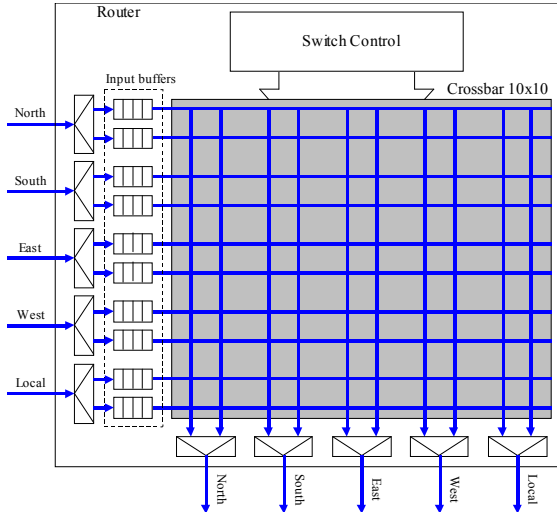 Router
Switch Control
Input buffers
Crossbar 10x10
North
South
East
West
Local
North
South
East
West
Local